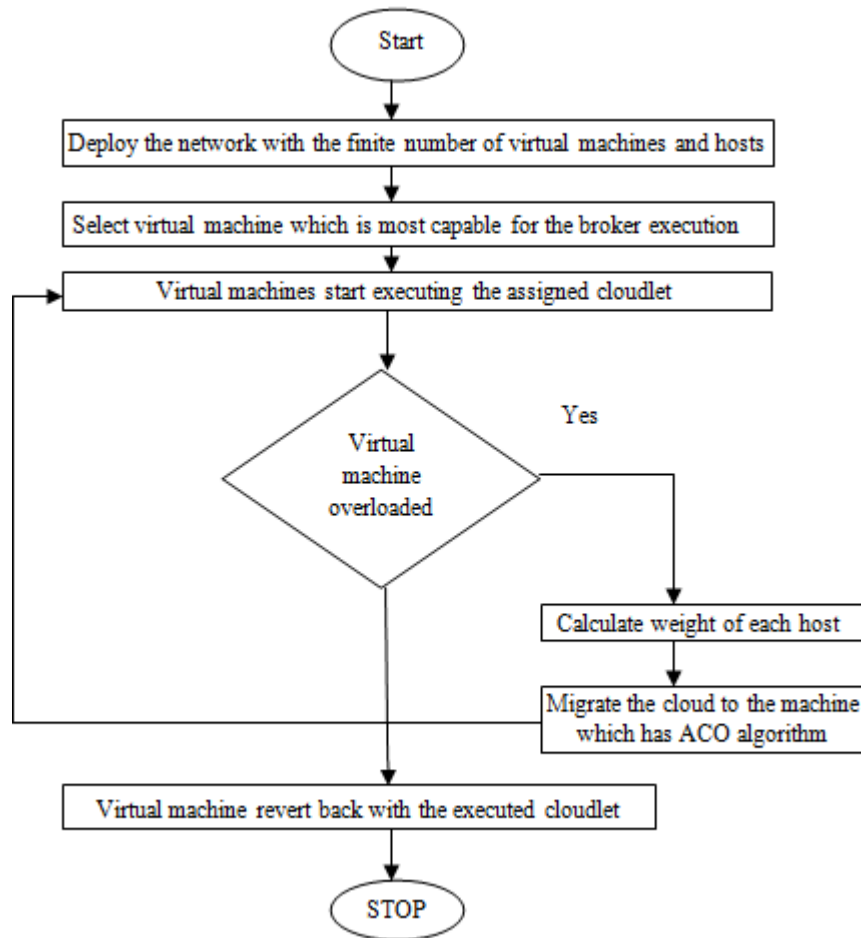 Start
Deploy the network with the finite number of virtual machines and hosts
Select virtual machine which is most capable for the broker execution
Virtual machines start executing the assigned cloudlet
Yes
Virtual
machine
overloaded
Calculate weight of each host
Migrate the cloud to the machine
which has ACO algorithm
Virtual machine revert back with the executed cloudlet
STOP